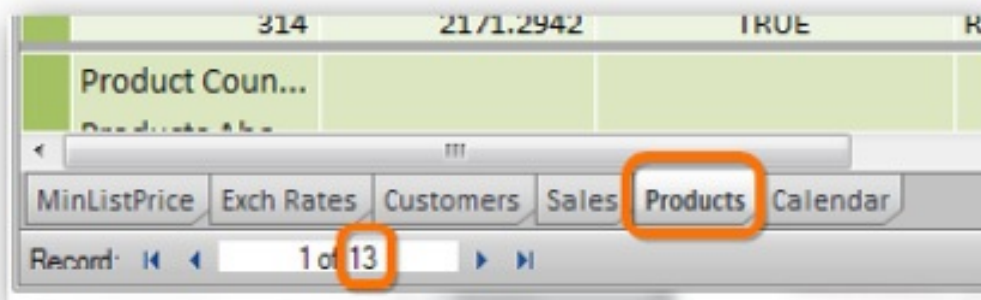 314 2171.2942 TRUE R
Product Coun...
MinListPrice Exch Rates Customers Sales Products Calendar
Record: 1 of 13